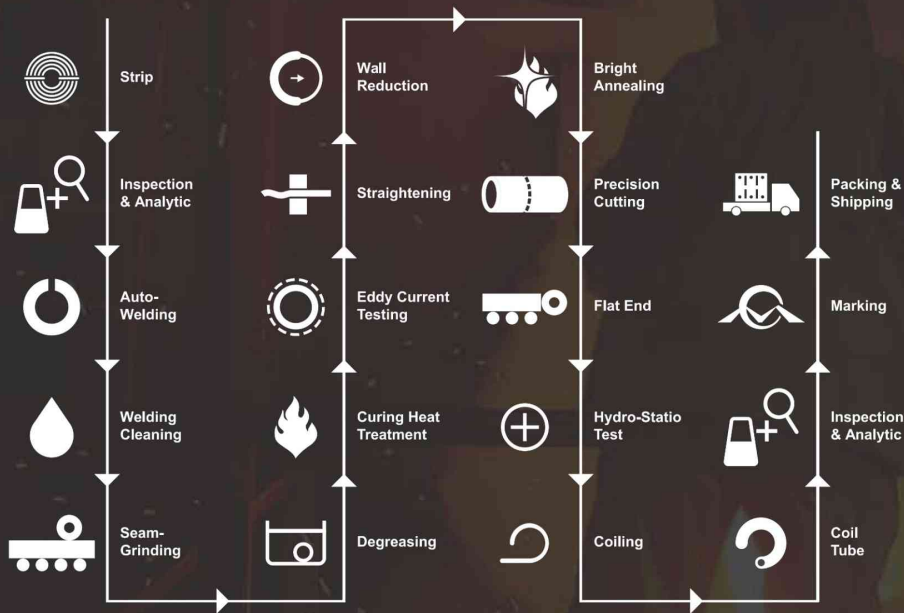 Strip
Inspection
& Analytic
Auto-
Welding
Welding
Cleaning
Seam-
Grinding
Degreasing
Curing Heat
Treatment
Eddy Current
Testing
Straightening
Wall
Reduction
Bright
Annealing
Precision
Cutting
Flat End
Hydro-Statio
Test
Coiling
Coil
Tube
Inspection
& Analytic
Marking
Packing &
Shipping